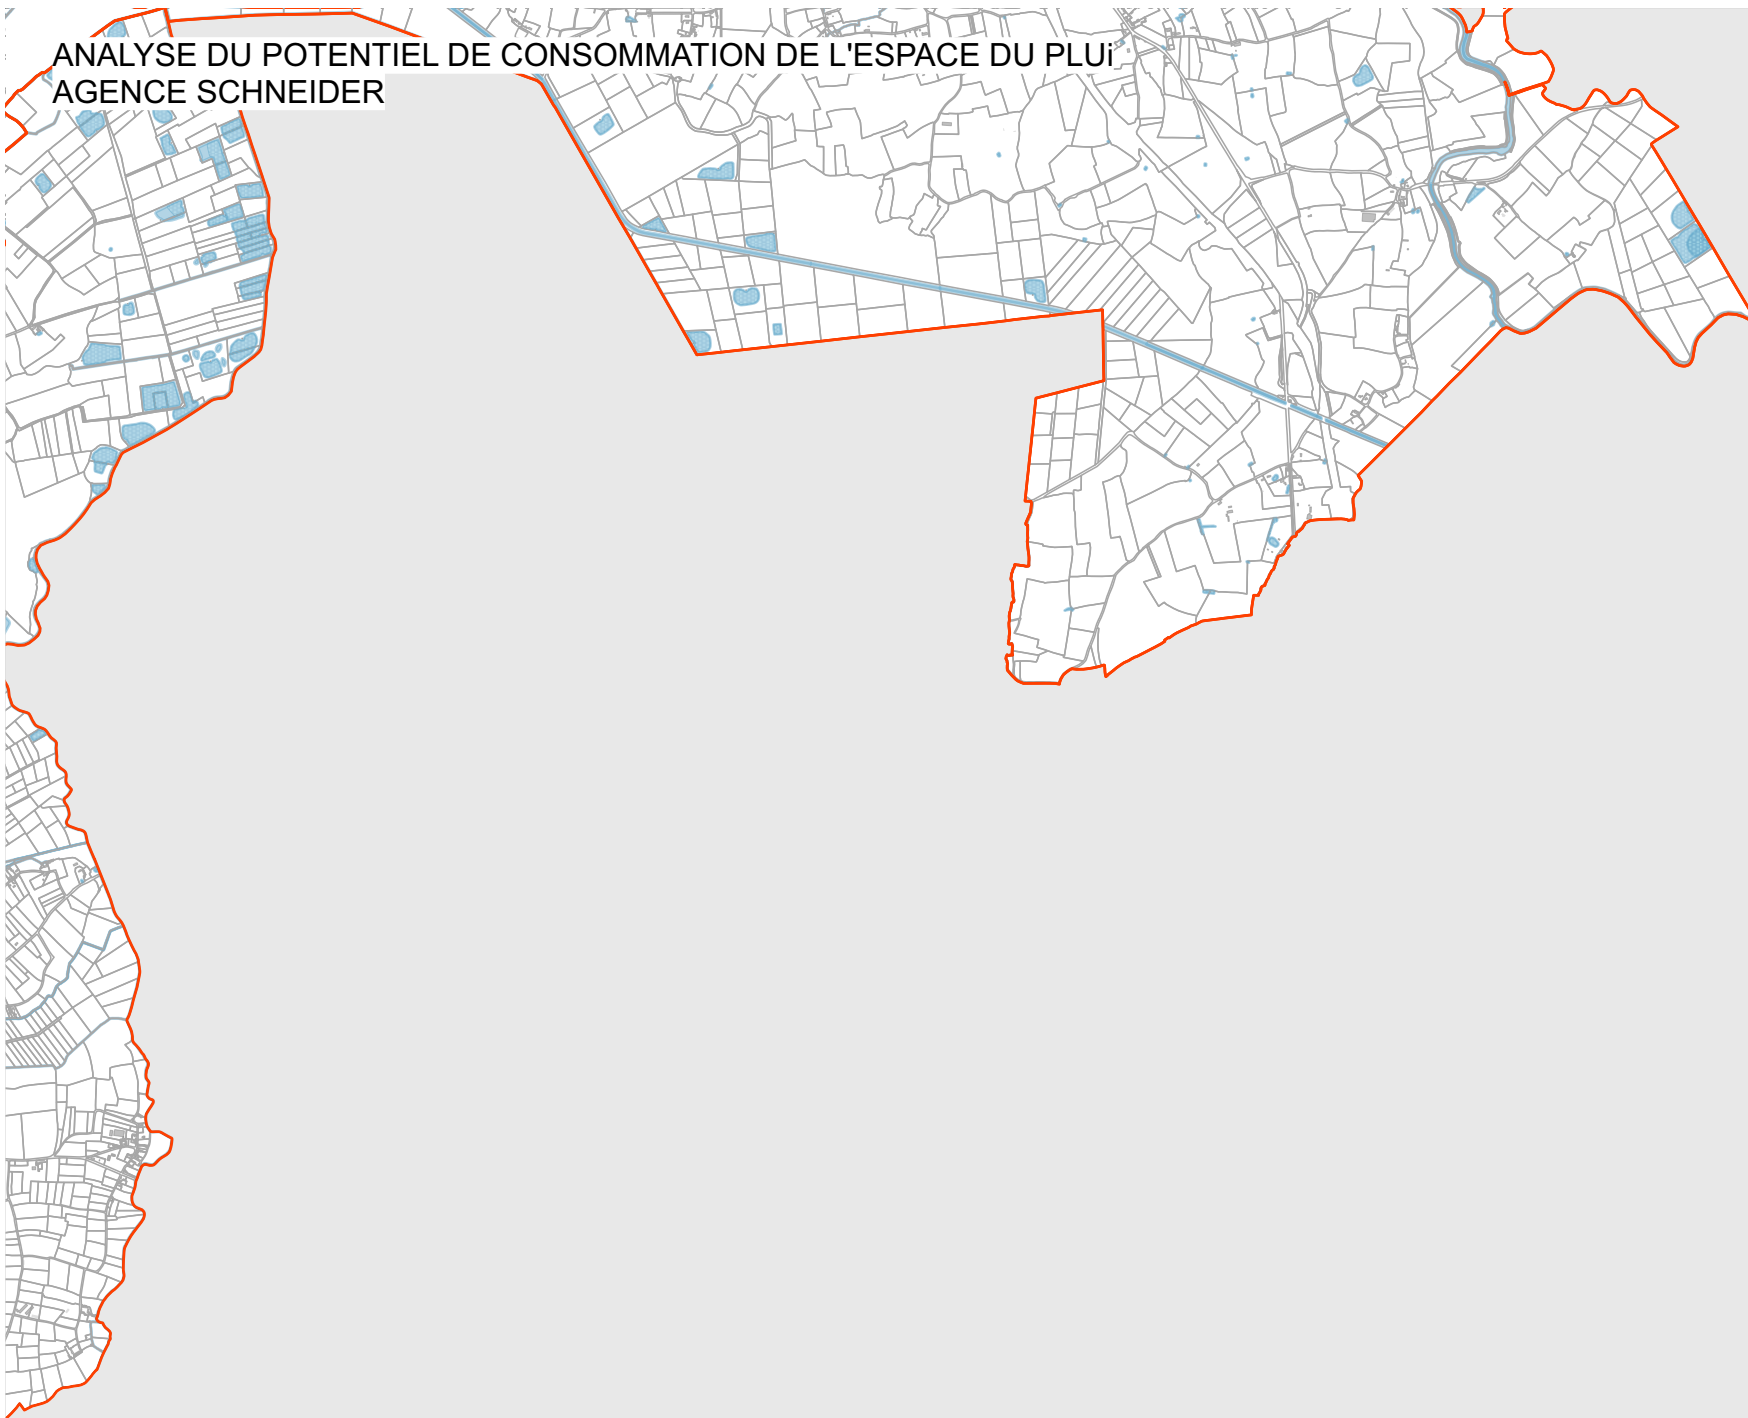 ANALYSE DU POTENTIEL DE CONSOMMATION DE L'ESPACE DU PLUi
AGENCE SCHNEIDER